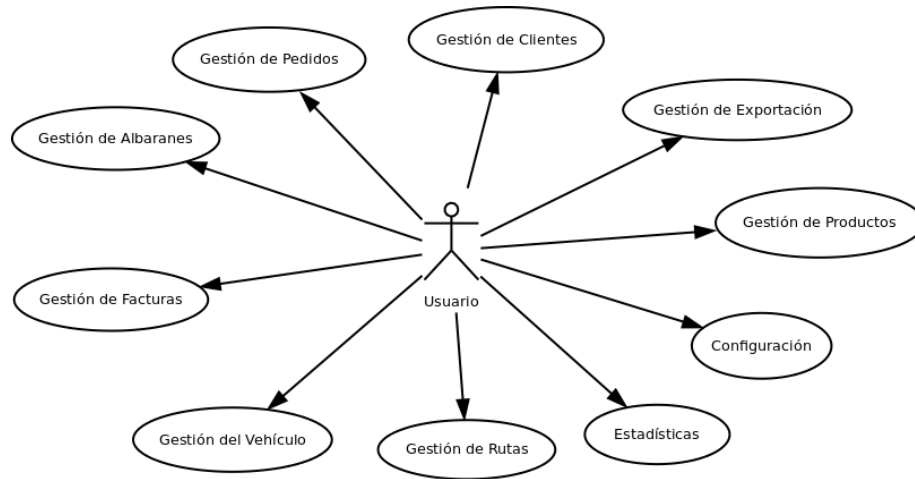 Gestión de Clientes
Gestión de Pedidos
Gestión de Exportación
Gestión de Albaranes
Gestión de Productos
Gestión de Facturas
Usuario
Configuración
Estadísticas
Gestión del Vehículo
Gestión de Rutas